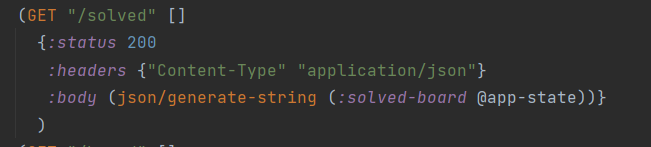 (GET "/solved" []
  {:status 200
   :headers {"Content-Type" "application/json"}
   :body (json/generate-string (:solved-board @app-state))}
  )